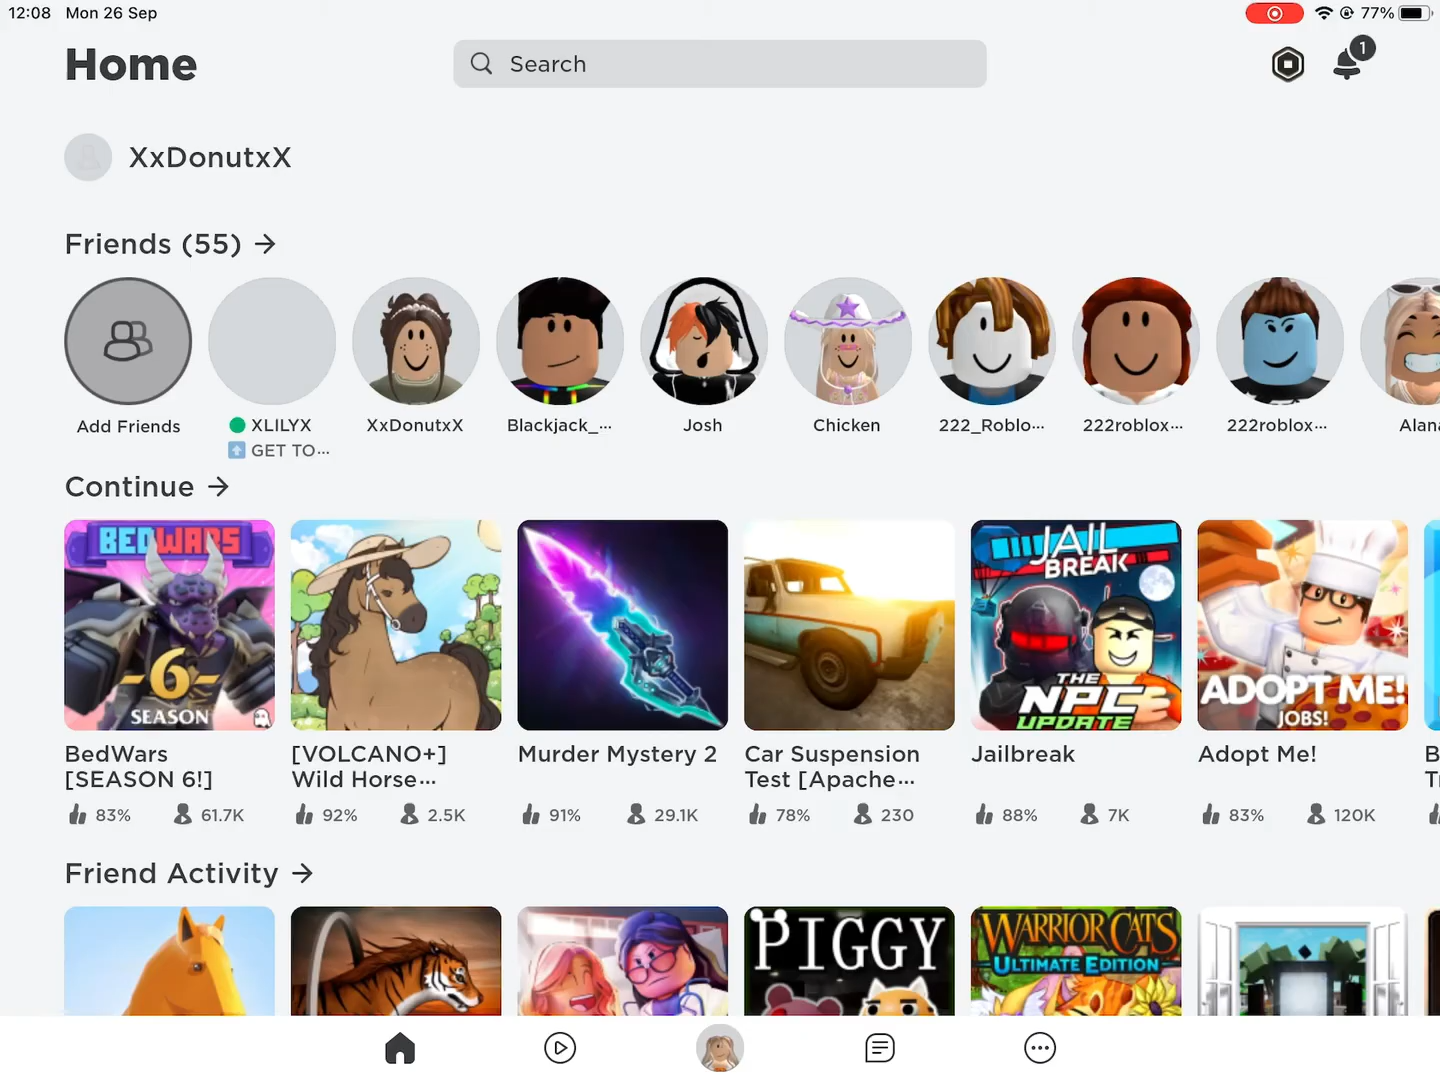 12:08 Mon 26 Sep
77%
Home
Search
1
XxDonutxX
Friends (55)
Add Friends
XLILYX
GET TO...
XxDonutxX
Blackjack_...
Josh
Chicken
222_Roblo...
222roblox...
222roblox...
Alana
Continue
BEDWARS
-6-
SEASON
JAIL
BREAK
THE
NPC
UPDATE
ADOPT ME!
JOBS!
BedWars
[SEASON 6!]
83% 61.7K
[VOLCANO+]
Wild Horse...
92% 2.5K
Murder Mystery 2
91% 29.1K
Car Suspension
Test [Apache...
78% 230
Jailbreak
88% 7K
Adopt Me!
83% 120K
Friend Activity
PIGGY
WARRIOR CATS
ULTIMATE EDITION